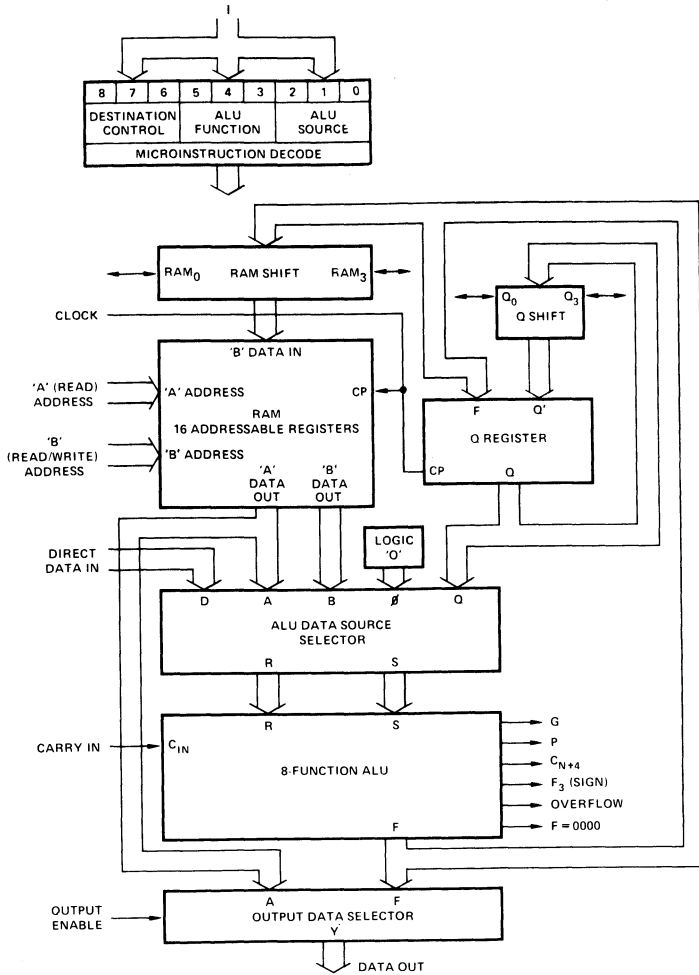 I
8 7 6 5 4 3 2 1 0
DESTINATION CONTROL
ALU FUNCTION
ALU SOURCE
MICROINSTRUCTION DECODE
RAM0 RAM SHIFT RAM3
Q0 Q3
Q SHIFT
CLOCK
'B' DATA IN
'A' (READ) ADDRESS
'A' ADDRESS
CP
RAM
16 ADDRESSABLE REGISTERS
'B' (READ/WRITE) ADDRESS
'B' ADDRESS
'A' DATA OUT
'B' DATA OUT
F Q'
Q REGISTER
CP Q
LOGIC '0'
DIRECT DATA IN
D A B Ø Q
ALU DATA SOURCE SELECTOR
R S
R S
CARRY IN
CIN
8-FUNCTION ALU
F
G
P
CN+4
F3 (SIGN)
OVERFLOW
F = 0000
A F
OUTPUT ENABLE
OUTPUT DATA SELECTOR
Y
DATA OUT